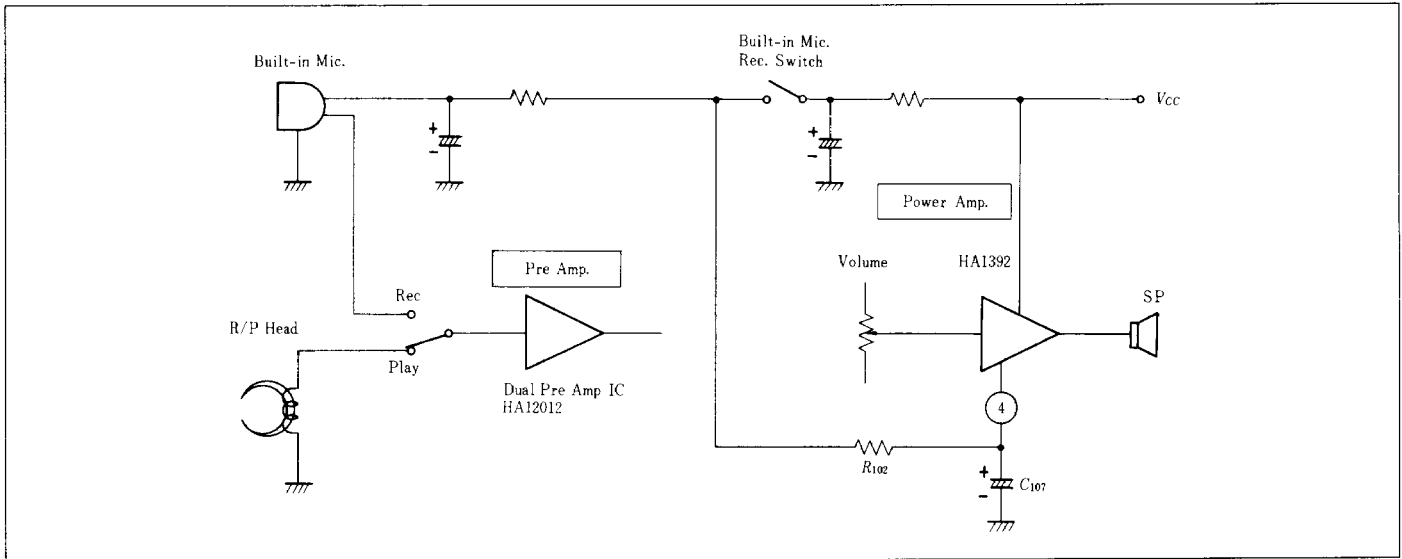 Built-in Mic.
Built-in Mic.
Rec. Switch
+
−
+
−
VCC
Power Amp.
Pre Amp.
Volume
HA1392
SP
Rec
R/P Head
Play
Dual Pre Amp IC
HA12012
4
R102
+
−
C107